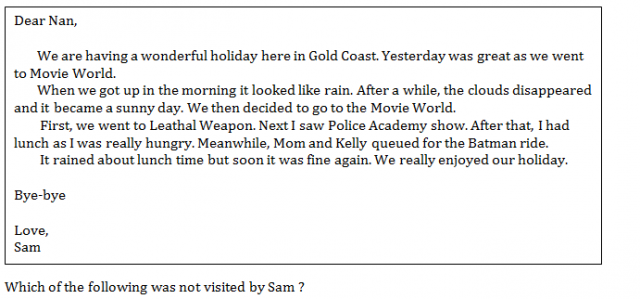 Dear Nan,
We are having a wonderful holiday here in Gold Coast. Yesterday was great as we went
to Movie World.
When we got up in the morning it looked like rain. After a while, the clouds disappeared
and it became a sunny day. We then decided to go to the Movie World.
First, we went to Leathal Weapon. Next I saw Police Academy show. After that, I had
lunch as I was really hungry. Meanwhile, Mom and Kelly queued for the Batman ride.
It rained about lunch time but soon it was fine again. We really enjoyed our holiday.
Bye-bye
Love,
Sam
Which of the following was not visited by Sam ?